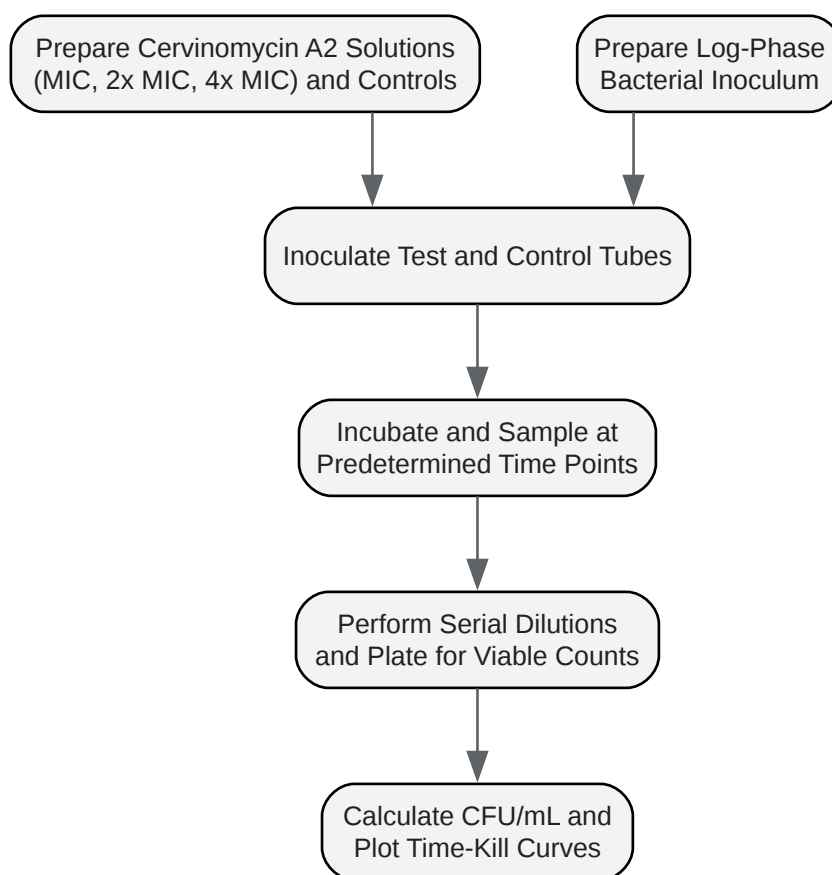 Prepare Cervinomycin A2 Solutions
(MIC, 2x MIC, 4x MIC) and Controls
Prepare Log-Phase
Bacterial Inoculum
Inoculate Test and Control Tubes
Incubate and Sample at
Predetermined Time Points
Perform Serial Dilutions
and Plate for Viable Counts
Calculate CFU/mL and
Plot Time-Kill Curves